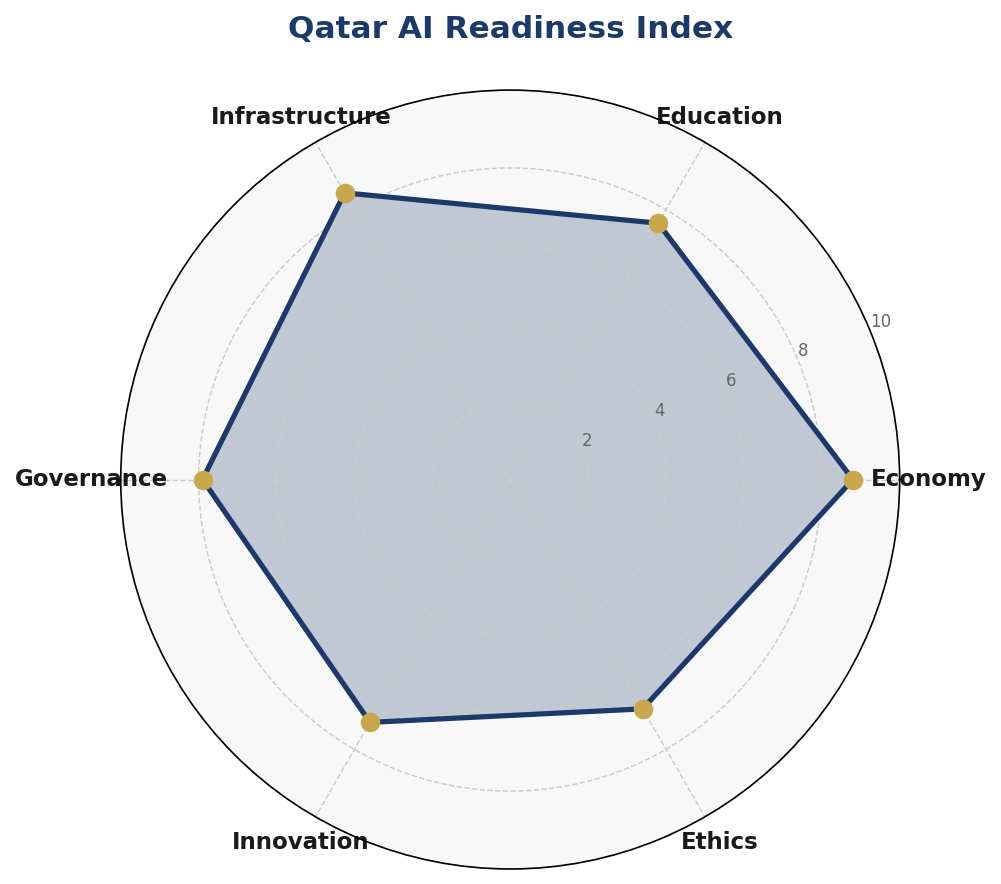 Qatar AI Readiness Index
Infrastructure
Education
10
8
6
4
2
Governance
Economy
Innovation
Ethics